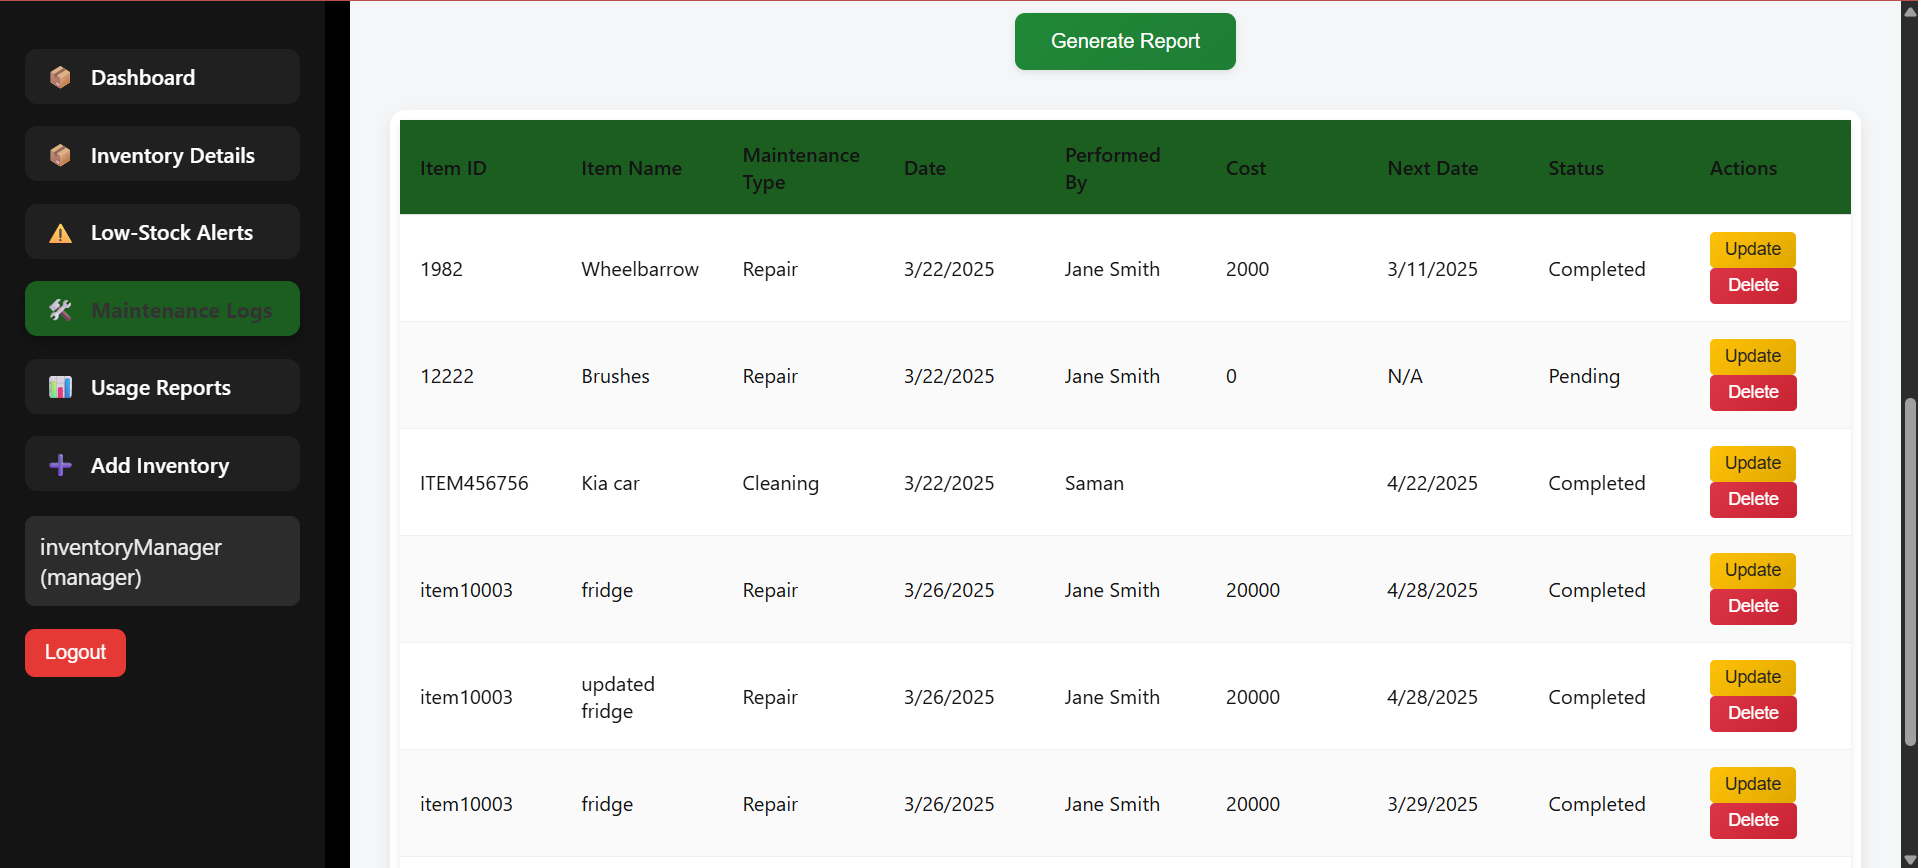 Dashboard
Inventory Details
Low-Stock Alerts
Maintenance Logs
Usage Reports
Add Inventory
inventoryManager
(manager)
Logout
Generate Report
Item ID Item Name Maintenance Type Date Performed By Cost Next Date Status Actions
1982 Wheelbarrow Repair 3/22/2025 Jane Smith 2000 3/11/2025 Completed Update Delete
12222 Brushes Repair 3/22/2025 Jane Smith 0 N/A Pending Update Delete
ITEM456756 Kia car Cleaning 3/22/2025 Saman 4/22/2025 Completed Update Delete
item10003 fridge Repair 3/26/2025 Jane Smith 20000 4/28/2025 Completed Update Delete
item10003 updated fridge Repair 3/26/2025 Jane Smith 20000 4/28/2025 Completed Update Delete
item10003 fridge Repair 3/26/2025 Jane Smith 20000 3/29/2025 Completed Update Delete